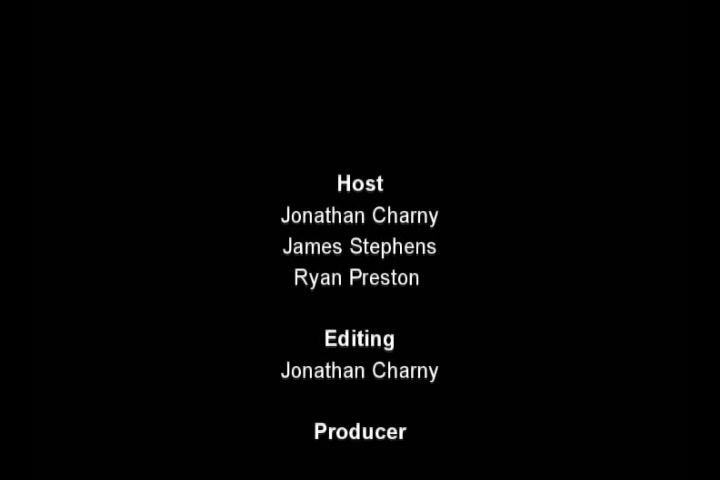 Host
Jonathan Charny
James Stephens
Ryan Preston
Editing
Jonathan Charny
Producer